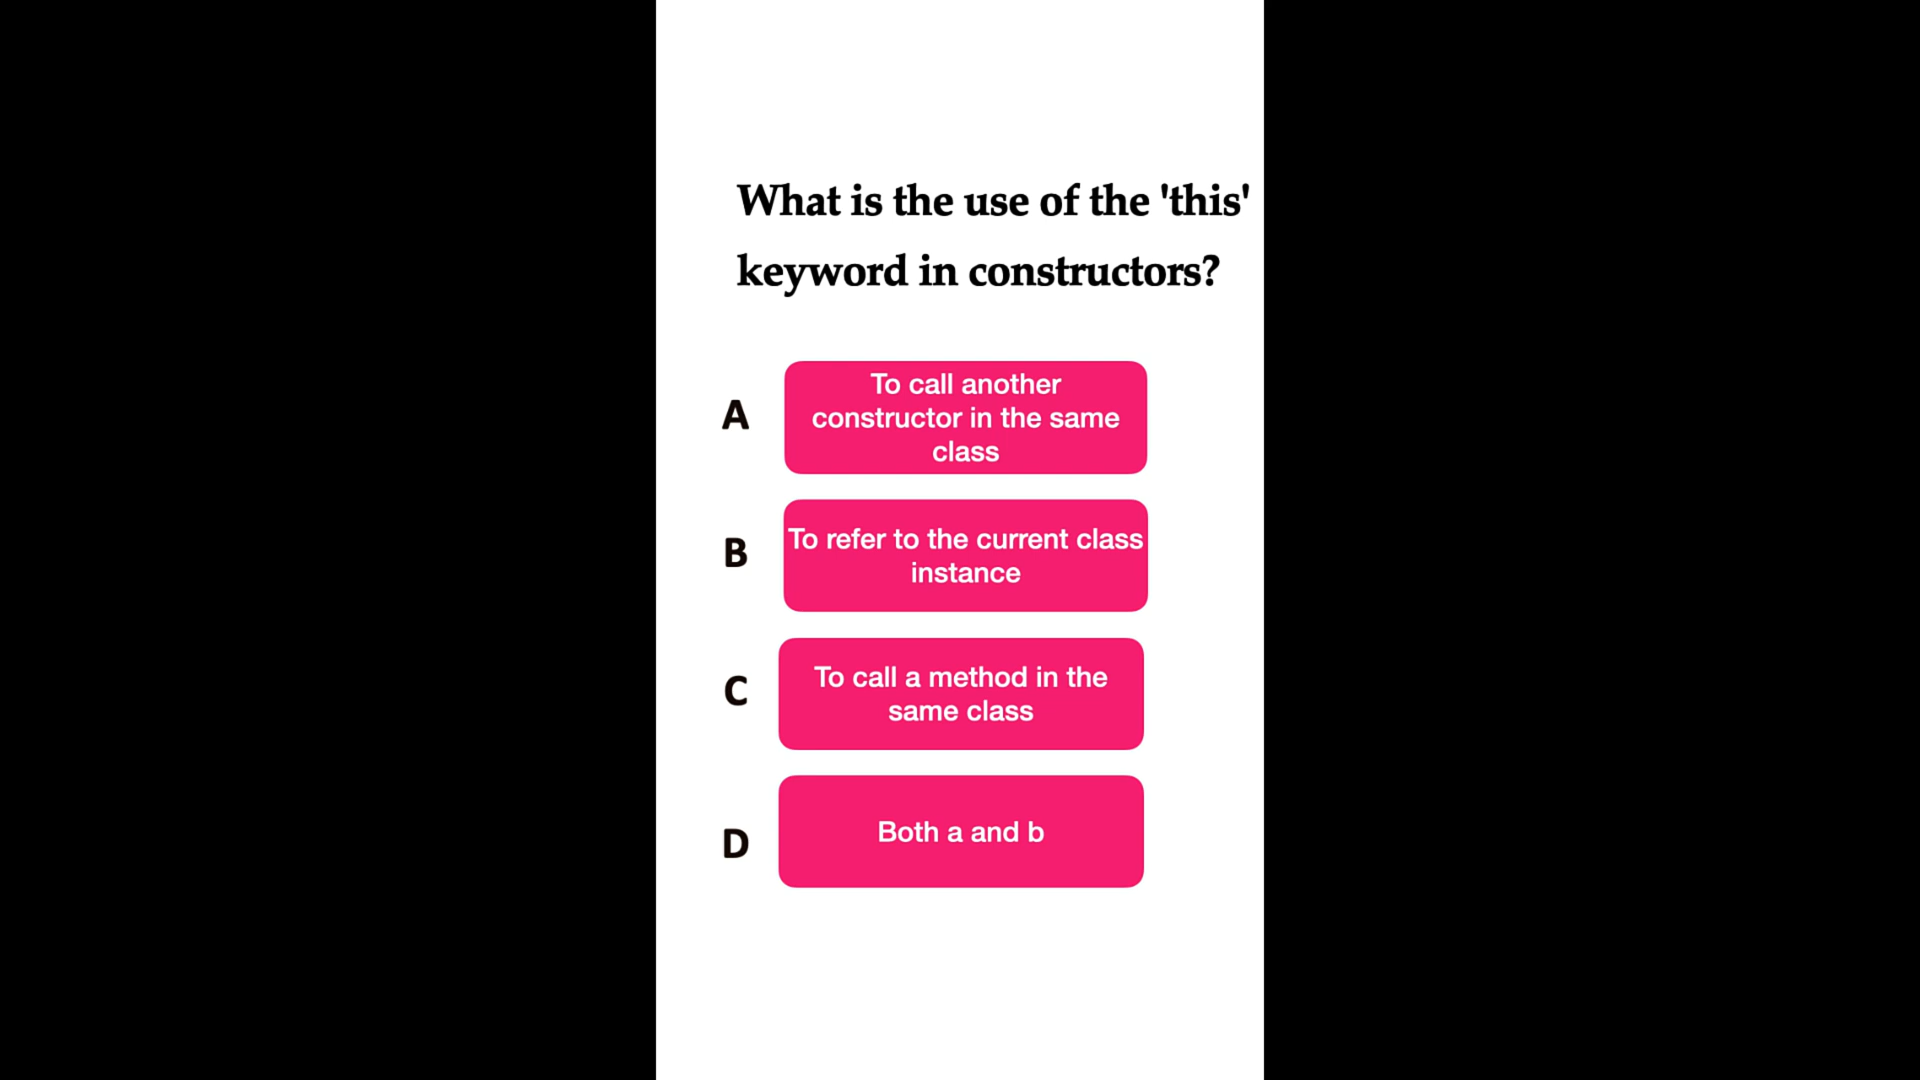 What is the use of the 'this'
keyword in constructors?
A
To call another
constructor in the same
class
B
To refer to the current class
instance
C
To call a method in the
same class
D
Both a and b